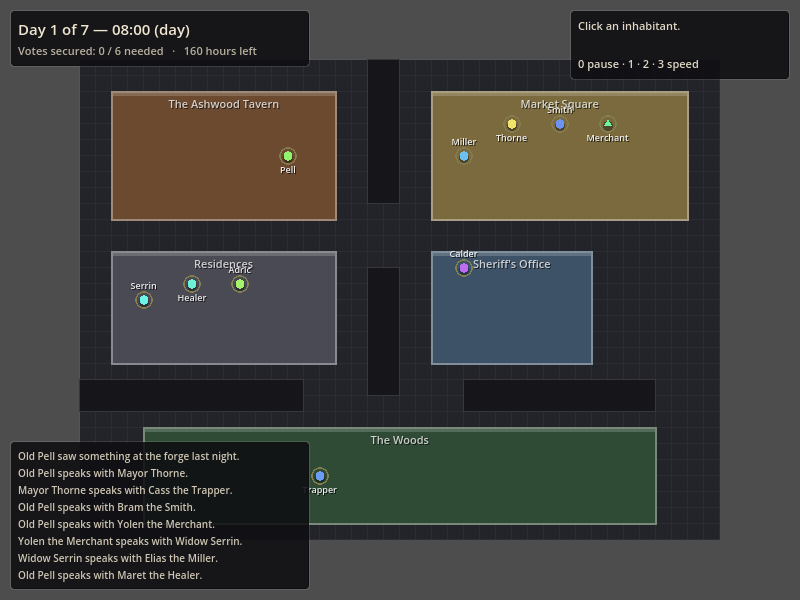 Day 1 of 7 — 08:00 (day)
Votes secured: 0 / 6 needed · 160 hours left
Click an inhabitant.
0 pause · 1 · 2 · 3 speed
The Ashwood Tavern
Pell
Market Square
Smith
Thorne
Merchant
Miller
Residences
Adric
Serrin
Healer
Calder
Sheriff's Office
The Woods
Trapper
Old Pell saw something at the forge last night.
Old Pell speaks with Mayor Thorne.
Mayor Thorne speaks with Cass the Trapper.
Old Pell speaks with Bram the Smith.
Old Pell speaks with Yolen the Merchant.
Yolen the Merchant speaks with Widow Serrin.
Widow Serrin speaks with Elias the Miller.
Old Pell speaks with Maret the Healer.